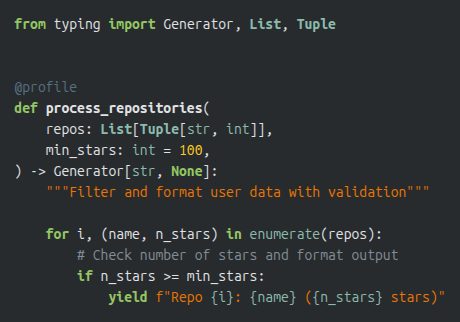 from typing import Generator, List, Tuple
@profile
def process_repositories(
    repos: List[Tuple[str, int]],
    min_stars: int = 100,
) -> Generator[str, None]:
    """Filter and format user data with validation"""
    for i, (name, n_stars) in enumerate(repos):
        # Check number of stars and format output
        if n_stars >= min_stars:
            yield f"Repo {i}: {name} ({n_stars} stars)"